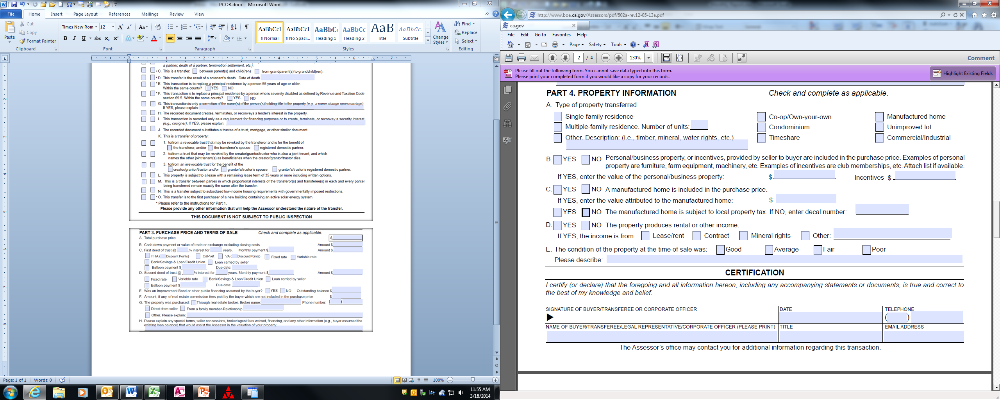 PCOR.docx - Microsoft Word
File Home Insert Page Layout References Mailings Review View
Cut
Copy
Format Painter
Paste
Clipboard
Times New Rom 12
Font
Paragraph
AaBbCcI AaBbCcI AaBbC AaBbCc AaB AaBbCc.
¶ Normal ¶ No Spaci... Heading 1 Heading 2 Title Subtitle
Change Styles
Styles
Find
Replace
Select
Editing
a partner, death of a partner, termination settlement, etc.).
* C. This is a transfer: between parent(s) and child(ren) from grandparent(s) to grandchild(ren).
* D. This transfer is the result of a cotenant's death. Date of death
* E. This transaction is to replace a principal residence by a person 55 years of age or older.
Within the same county? YES NO
* F. This transaction is to replace a principal residence by a person who is severely disabled as defined by Revenue and Taxation Code
section 69.5. Within the same county? YES NO
G. This transaction is only a correction of the name(s) of the person(s) holding title to the property (e.g., a name change upon marriage).
If YES, please explain:
H. The recorded document creates, terminates, or reconveys a lender's interest in the property.
I. This transaction is recorded only as a requirement for financing purposes or to create, terminate, or reconvey a security interest
(e.g., cosigner). If YES, please explain:
J. The recorded document substitutes a trustee of a trust, mortgage, or other similar document.
K. This is a transfer of property:
1. to/from a revocable trust that may be revoked by the transferor and is for the benefit of
the transferor, and/or the transferor's spouse registered domestic partner.
2. to/from a trust that may be revoked by the creator/grantor/trustor who is also a joint tenant, and which
names the other joint tenant(s) as beneficiaries when the creator/grantor/trustor dies.
3. to/from an irrevocable trust for the benefit of the
creator/grantor/trustor and/or grantor's/trustor's spouse grantor's/trustor's registered domestic partner.
L. This property is subject to a lease with a remaining lease term of 35 years or more including written options.
M. This is a transfer between parties in which proportional interests of the transferor(s) and transferee(s) in each and every parcel
being transferred remain exactly the same after the transfer.
N. This is a transfer subject to subsidized low-income housing requirements with governmentally imposed restrictions.
* O. This transfer is to the first purchaser of a new building containing an active solar energy system.
* Please refer to the instructions for Part 1.
Please provide any other information that will help the Assessor understand the nature of the transfer.
THIS DOCUMENT IS NOT SUBJECT TO PUBLIC INSPECTION
PART 3. PURCHASE PRICE AND TERMS OF SALE Check and complete as applicable.
A. Total purchase price $
B. Cash down payment or value of trade or exchange excluding closing costs Amount $
C. First deed of trust @ % interest for years. Monthly payment $ Amount $
FHA ( Discount Points) Cal-Vet VA ( Discount Points) Fixed rate Variable rate
Bank/Savings & Loan/Credit Union Loan carried by seller
Balloon payment $ Due date:
D. Second deed of trust @ % interest for years. Monthly payment $ Amount $
Fixed rate Variable rate Bank/Savings & Loan/Credit Union Loan carried by seller
Balloon payment $ Due date:
E. Was an Improvement Bond or other public financing assumed by the buyer? YES NO Outstanding balance $
F. Amount, if any, of real estate commission fees paid by the buyer which are not included in the purchase price $
G. The property was purchased: Through real estate broker. Broker name: Phone number: ( )
Direct from seller From a family member-Relationship
Other. Please explain:
H. Please explain any special terms, seller concessions, broker/agent fees waived, financing, and any other information (e.g., buyer assumed the
existing loan balance) that would assist the Assessor in the valuation of your property.
Page: 1 of 1 Words: 0 100%
11:55 AM
3/18/2014
http://www.boe.ca.gov/Assessors/pdf/502a-rev12-05-13a.pdf
ca.gov
File Edit Go to Favorites Help
Page Safety Tools
2 / 4 130% Comment
Please fill out the following form. You cannot save data typed into this form.
Please print your completed form if you would like a copy for your records.
Highlight Existing Fields
PART 4. PROPERTY INFORMATION Check and complete as applicable.
A. Type of property transferred
Single-family residence Co-op/Own-your-own Manufactured home
Multiple-family residence. Number of units: Condominium Unimproved lot
Other. Description: (i.e., timber, mineral, water rights, etc.) Timeshare Commercial/Industrial
B. YES NO Personal/business property, or incentives, provided by seller to buyer are included in the purchase price. Examples of personal
property are furniture, farm equipment, machinery, etc. Examples of incentives are club memberships, etc. Attach list if available.
If YES, enter the value of the personal/business property: $ Incentives $
C. YES NO A manufactured home is included in the purchase price.
If YES, enter the value attributed to the manufactured home: $
YES NO The manufactured home is subject to local property tax. If NO, enter decal number:
D. YES NO The property produces rental or other income.
If YES, the income is from: Lease/rent Contract Mineral rights Other:
E. The condition of the property at the time of sale was: Good Average Fair Poor
Please describe:
CERTIFICATION
I certify (or declare) that the foregoing and all information hereon, including any accompanying statements or documents, is true and correct to
the best of my knowledge and belief.
SIGNATURE OF BUYER/TRANSFEREE OR CORPORATE OFFICER DATE TELEPHONE
( )
NAME OF BUYER/TRANSFEREE/LEGAL REPRESENTATIVE/CORPORATE OFFICER (PLEASE PRINT) TITLE EMAIL ADDRESS
The Assessor's office may contact you for additional information regarding this transaction.